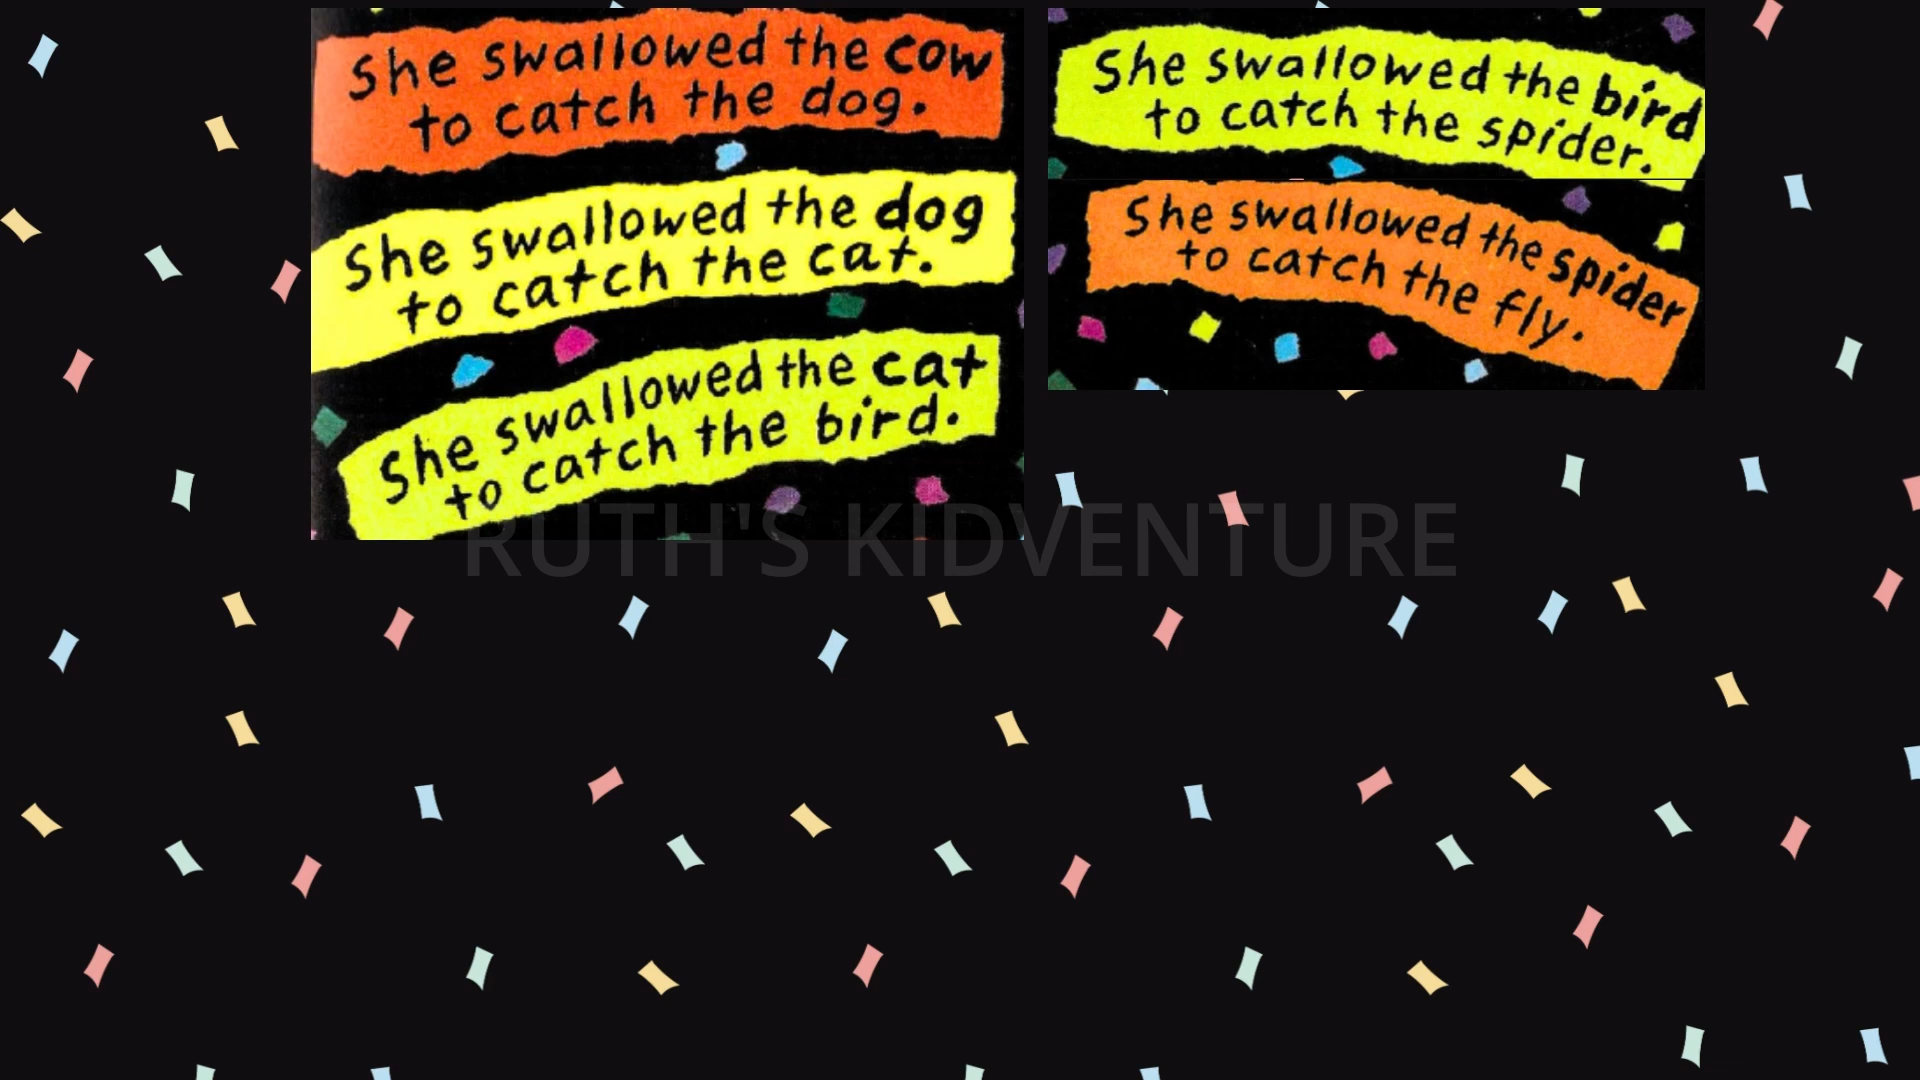 She swallowed the cow
to catch the dog.
She swallowed the dog
to catch the cat.
She swallowed the cat
to catch the bird.
She swallowed the bird
to catch the spider.
She swallowed the spider
to catch the fly.
RUTH'S KIDVENTURE